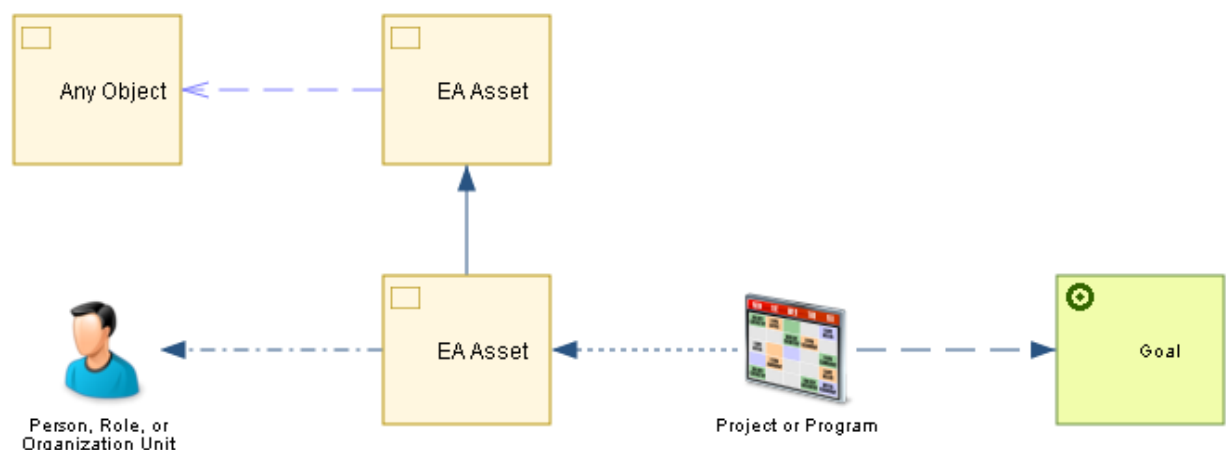 Any Object
EA Asset
EA Asset
Goal
Person, Role, or
Organization Unit
Project or Program